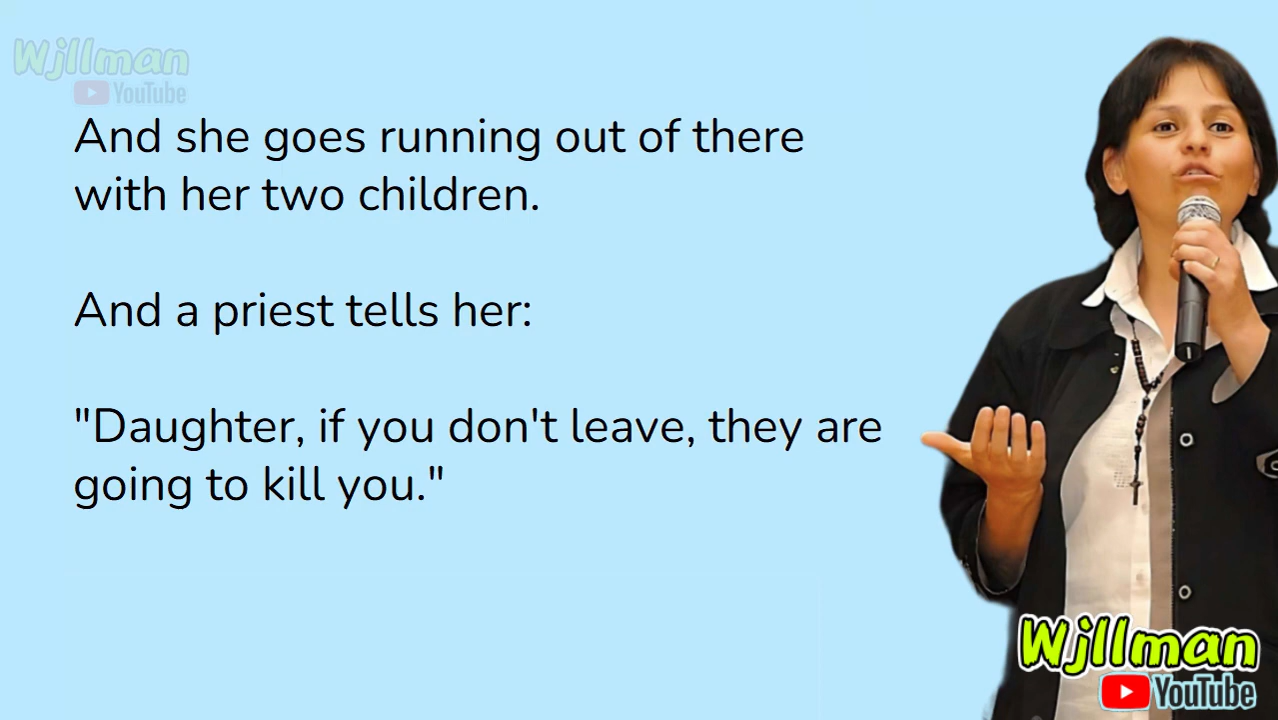 Wjllman
YouTube
And she goes running out of there
with her two children.
And a priest tells her:
"Daughter, if you don't leave, they are
going to kill you."
Wjllman
YouTube